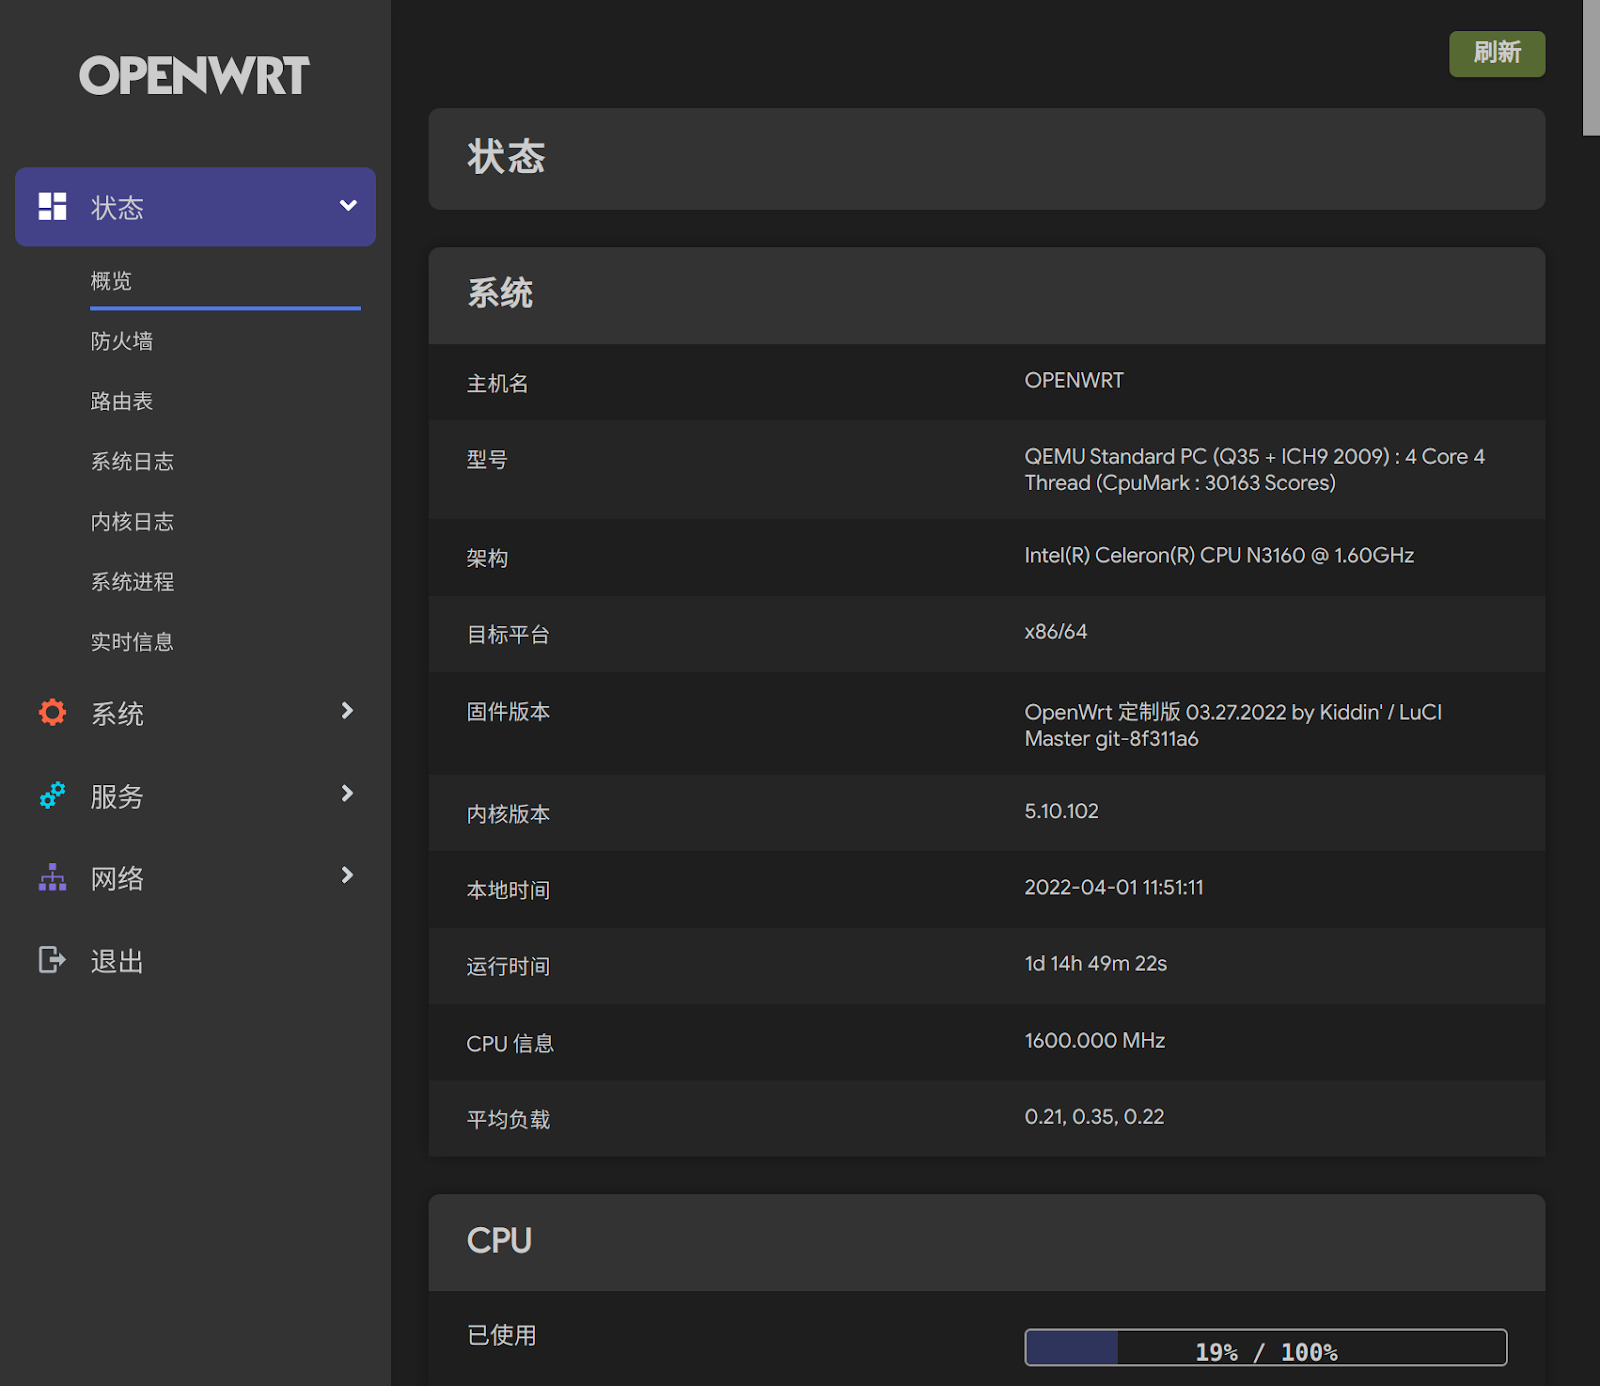 OPENWRT
状态
概览
防火墙
路由表
系统日志
内核日志
系统进程
实时信息
系统
服务
网络
退出
刷新
状态
系统
主机名
OPENWRT
型号
QEMU Standard PC (Q35 + ICH9 2009) : 4 Core 4
Thread (CpuMark : 30163 Scores)
架构
Intel(R) Celeron(R) CPU N3160 @ 1.60GHz
目标平台
x86/64
固件版本
OpenWrt 定制版 03.27.2022 by Kiddin' / LuCI
Master git-8f311a6
内核版本
5.10.102
本地时间
2022-04-01 11:51:11
运行时间
1d 14h 49m 22s
CPU 信息
1600.000 MHz
平均负载
0.21, 0.35, 0.22
CPU
已使用
19% / 100%